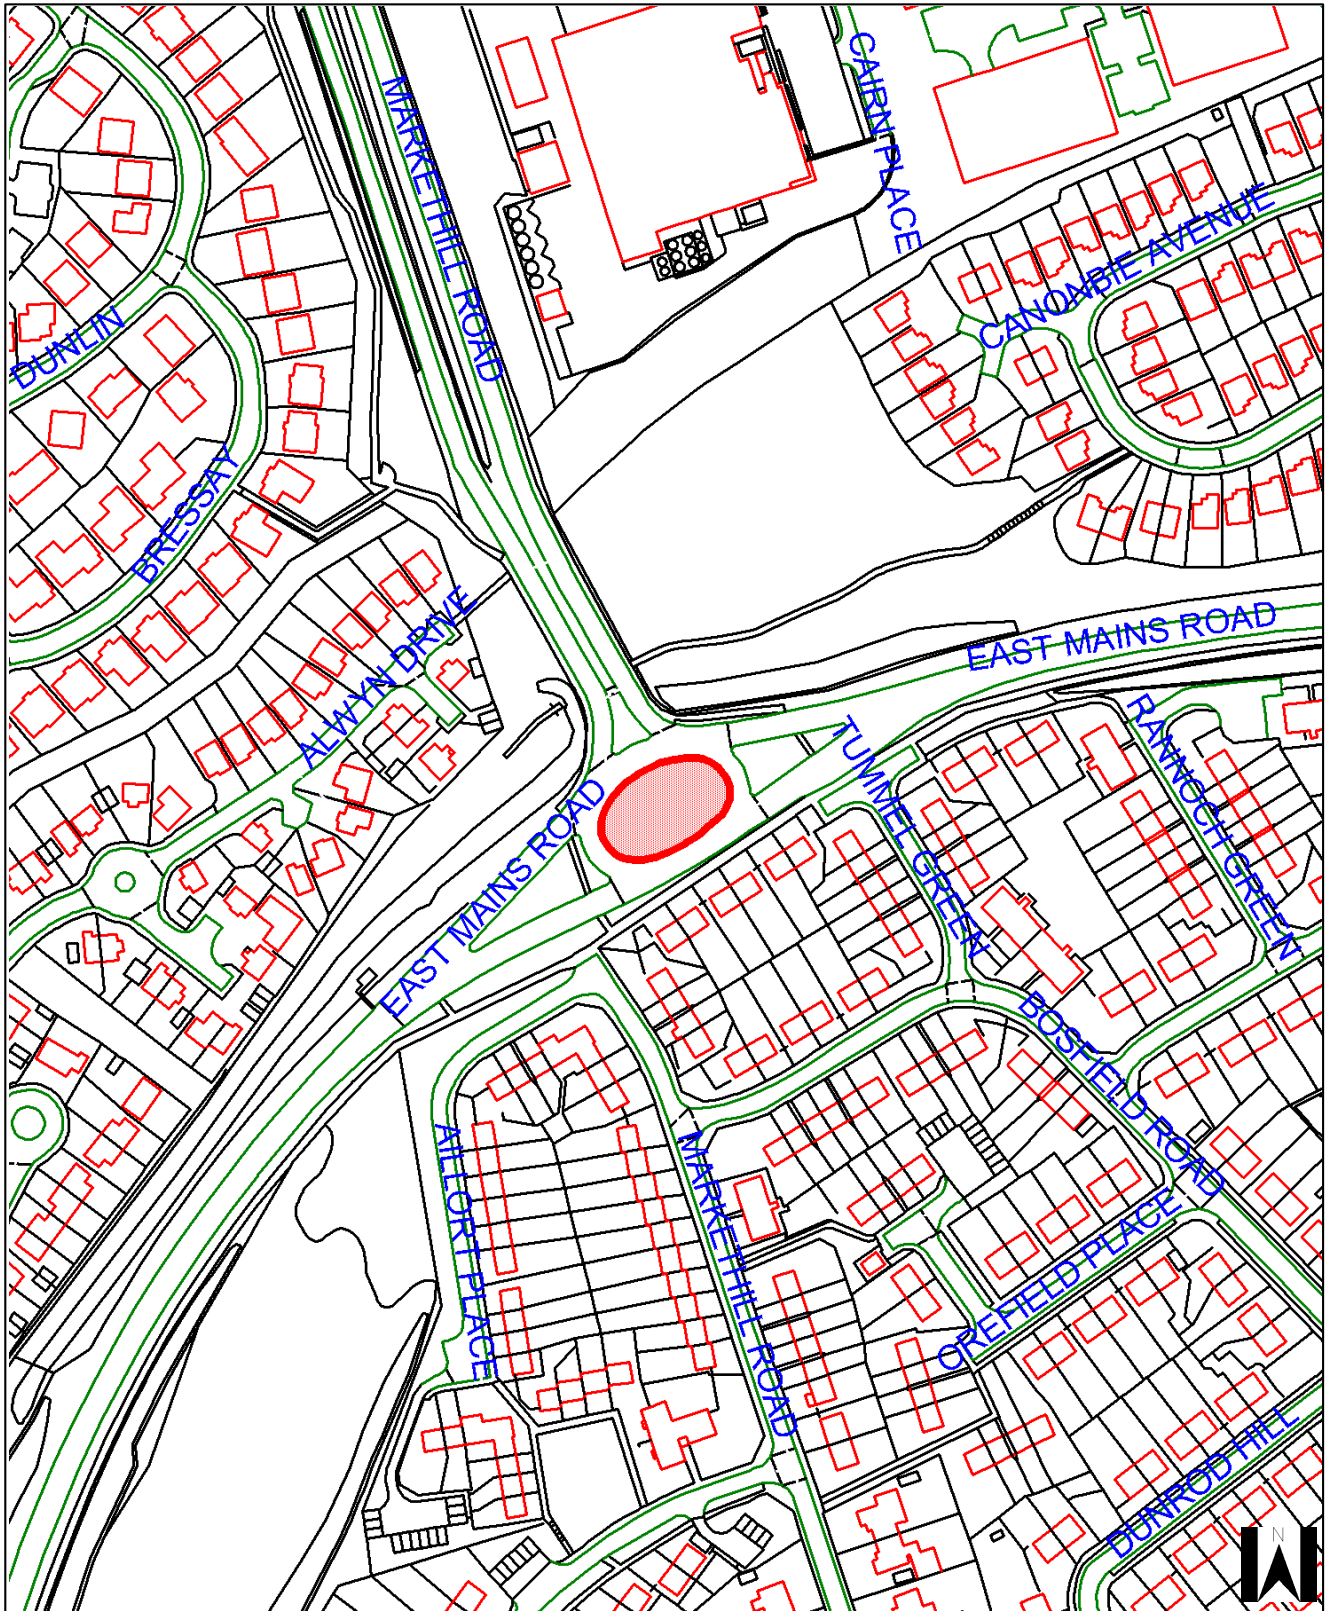 MARKETHILL ROAD
CAIRN PLACE
CANONBIE AVENUE
DUNLIN
BRESSAY
ALWYN DRIVE
EAST MAINS ROAD
TUMMEL GREEN
RANNOCH GREEN
EAST MAINS ROAD
BOSFIELD ROAD
AILLORT PLACE
MARKETHILL ROAD
OREFIELD PLACE
DUNROD HILL
N